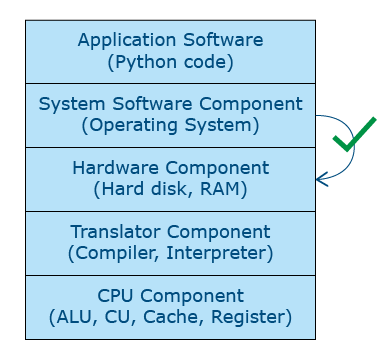 Application Software
(Python code)
System Software Component
(Operating System)
Hardware Component
(Hard disk, RAM)
Translator Component
(Compiler, Interpreter)
CPU Component
(ALU, CU, Cache, Register)